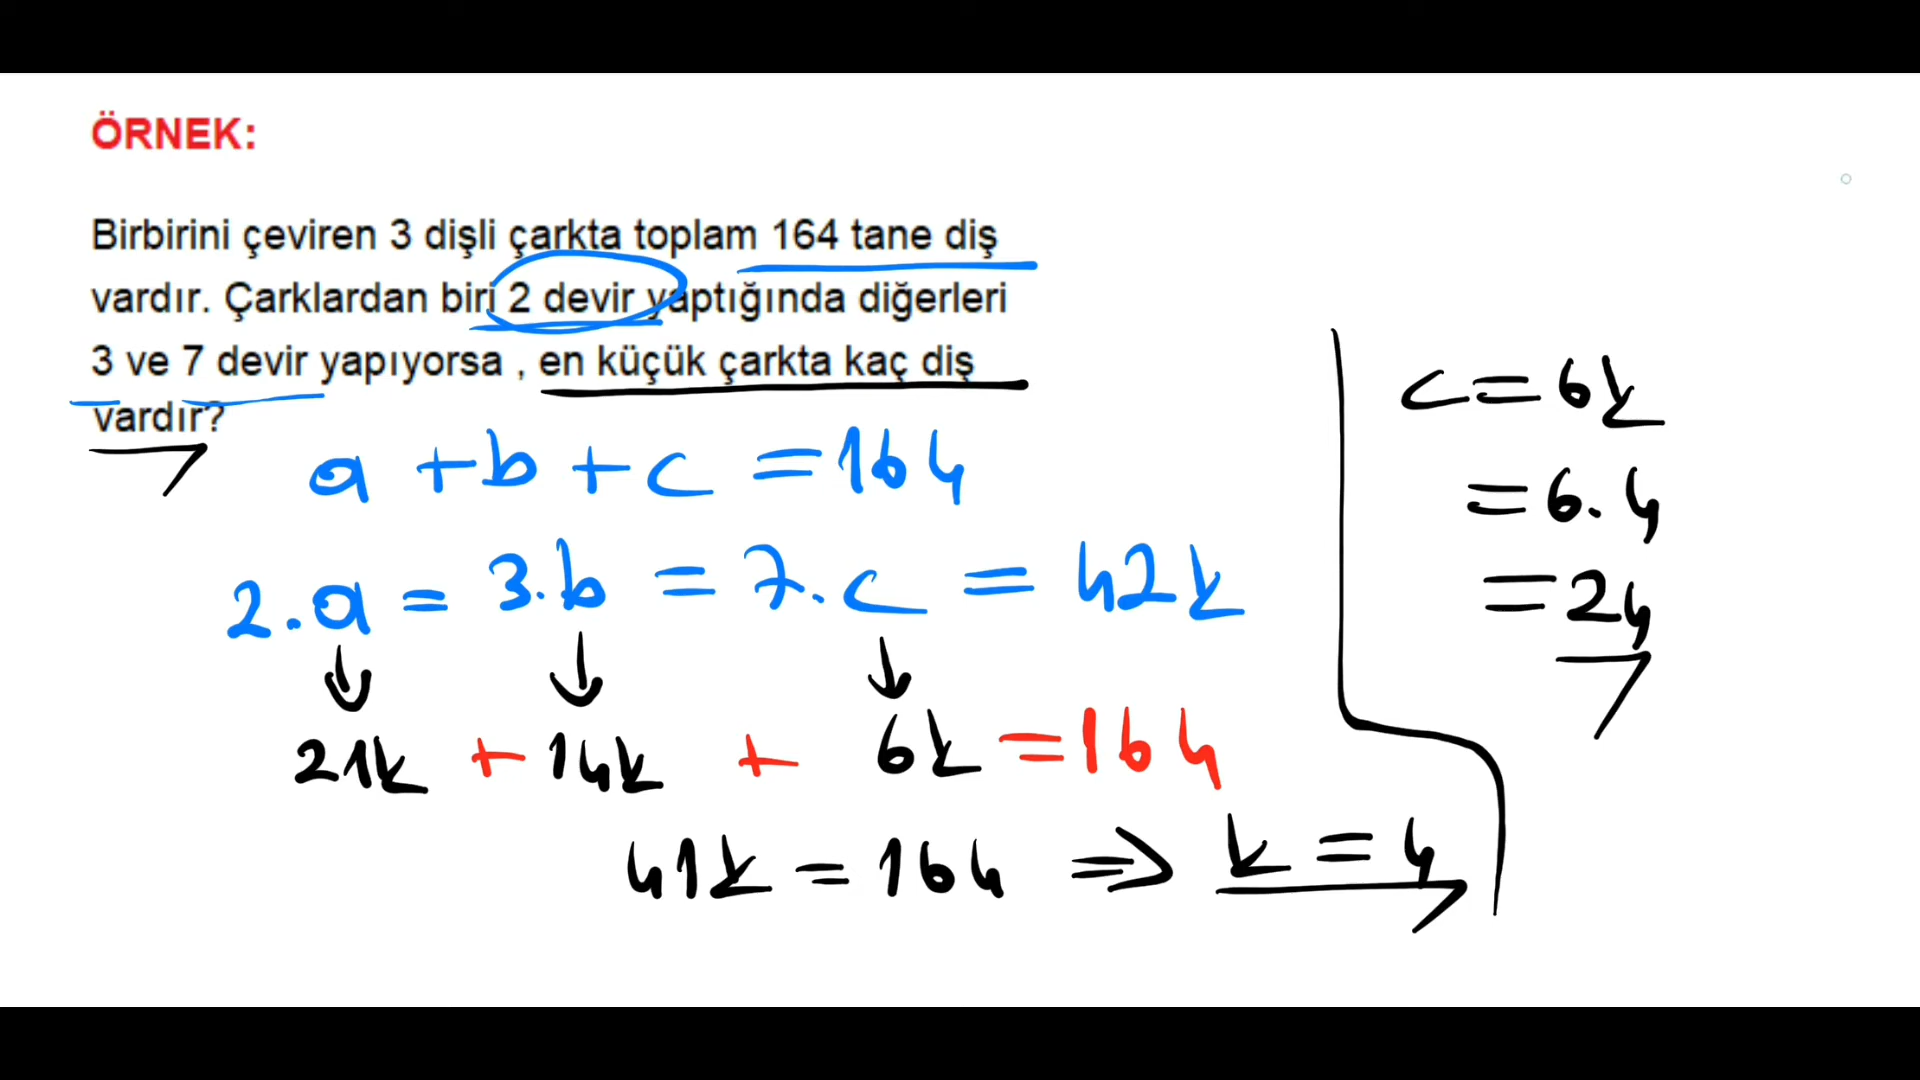 ÖRNEK:
Birbirini çeviren 3 dişli çarkta toplam 164 tane diş
vardır. Çarklardan biri 2 devir yaptığında diğerleri
3 ve 7 devir yapıyorsa , en küçük çarkta kaç diş
vardır?
a + b + c = 164
2.a = 3.b = 7.c = 42k
21k + 14k + 6k = 164
41k = 164 ⇒ k = 4
c = 6k
= 6.4
= 24